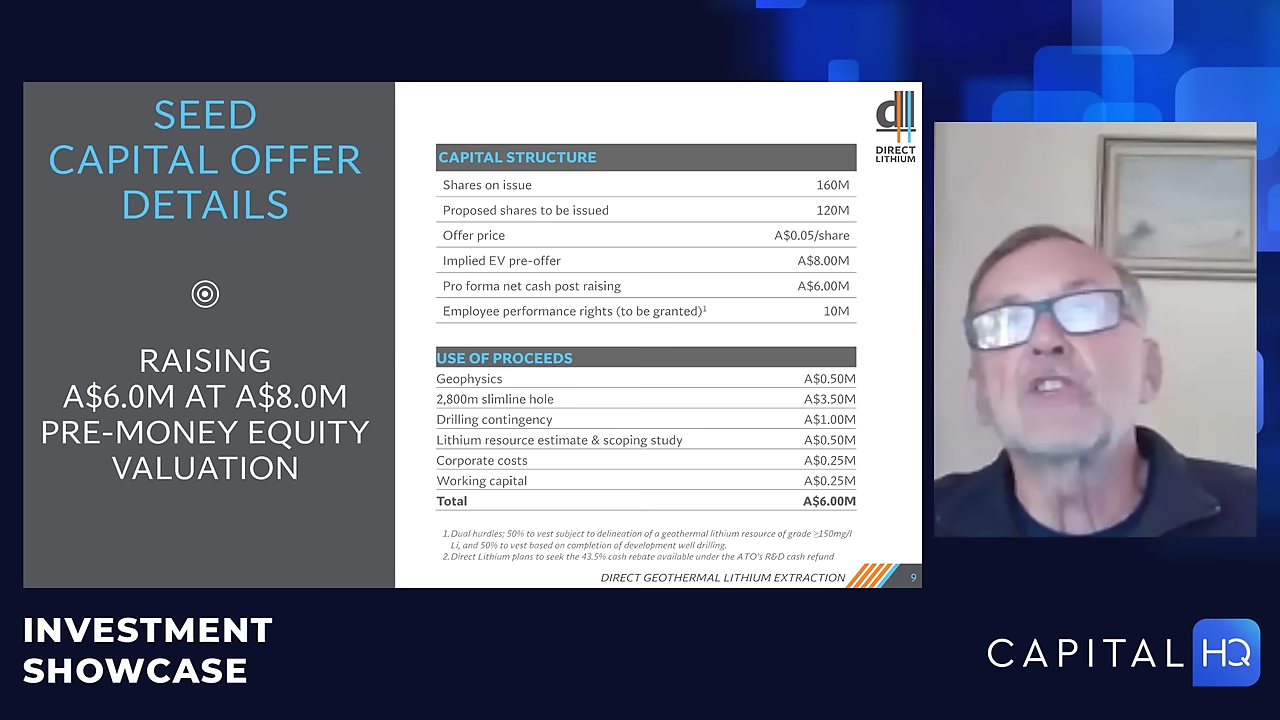 SEED
CAPITAL OFFER
DETAILS
RAISING
A$6.0M AT A$8.0M
PRE-MONEY EQUITY
VALUATION
dl
DIRECT
LITHIUM
CAPITAL STRUCTURE
Shares on issue 160M
Proposed shares to be issued 120M
Offer price A$0.05/share
Implied EV pre-offer A$8.00M
Pro forma net cash post raising A$6.00M
Employee performance rights (to be granted)¹ 10M
USE OF PROCEEDS
Geophysics A$0.50M
2,800m slimline hole A$3.50M
Drilling contingency A$1.00M
Lithium resource estimate & scoping study A$0.50M
Corporate costs A$0.25M
Working capital A$0.25M
Total A$6.00M
1. Dual hurdles; 50% to vest subject to delineation of a geothermal lithium resource of grade ≥150mg/l
Li, and 50% to vest based on completion of development well drilling.
2. Direct Lithium plans to seek the 43.5% cash rebate available under the ATO's R&D cash refund
DIRECT GEOTHERMAL LITHIUM EXTRACTION 9
INVESTMENT
SHOWCASE
CAPITAL HQ